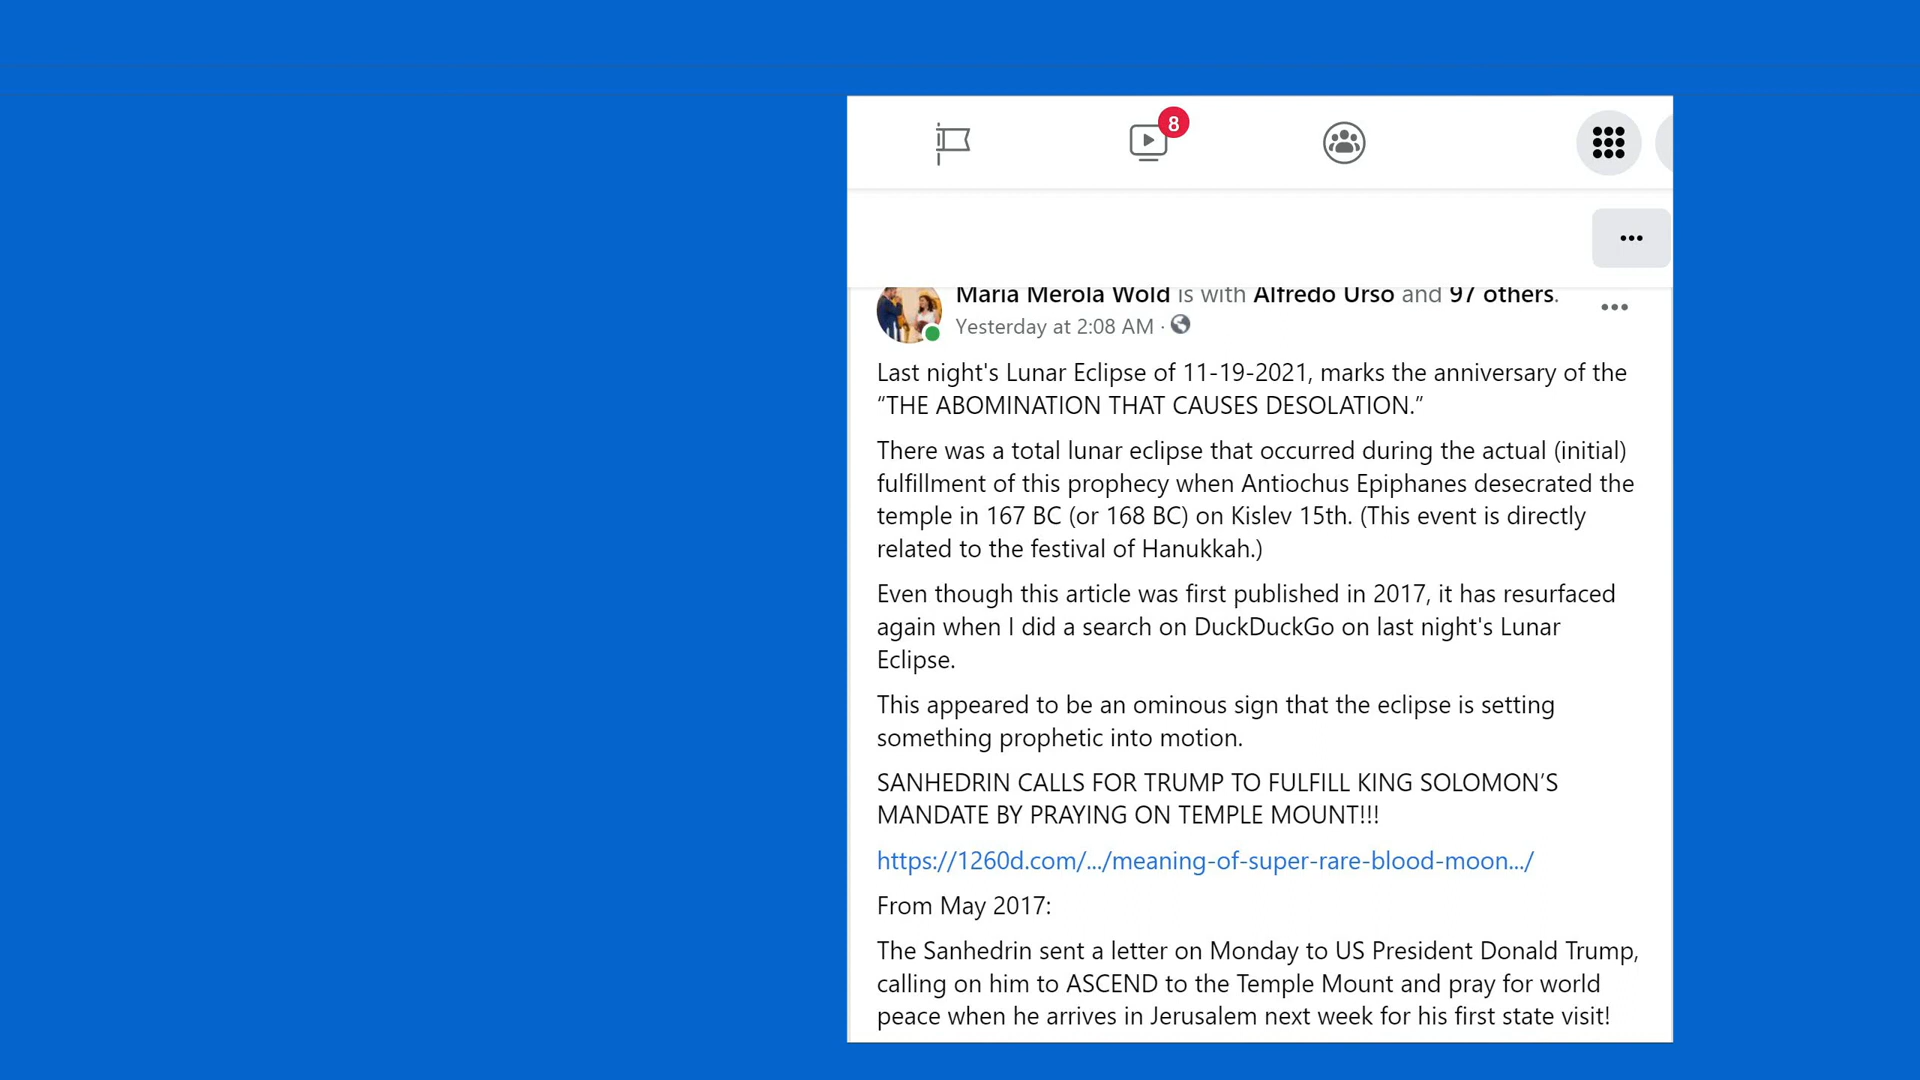 8
Maria Merola Wold is with Alfredo Urso and 97 others.
Yesterday at 2:08 AM ·
Last night's Lunar Eclipse of 11-19-2021, marks the anniversary of the
“THE ABOMINATION THAT CAUSES DESOLATION.”
There was a total lunar eclipse that occurred during the actual (initial)
fulfillment of this prophecy when Antiochus Epiphanes desecrated the
temple in 167 BC (or 168 BC) on Kislev 15th. (This event is directly
related to the festival of Hanukkah.)
Even though this article was first published in 2017, it has resurfaced
again when I did a search on DuckDuckGo on last night's Lunar
Eclipse.
This appeared to be an ominous sign that the eclipse is setting
something prophetic into motion.
SANHEDRIN CALLS FOR TRUMP TO FULFILL KING SOLOMON’S
MANDATE BY PRAYING ON TEMPLE MOUNT!!!
https://1260d.com/.../meaning-of-super-rare-blood-moon.../
From May 2017:
The Sanhedrin sent a letter on Monday to US President Donald Trump,
calling on him to ASCEND to the Temple Mount and pray for world
peace when he arrives in Jerusalem next week for his first state visit!